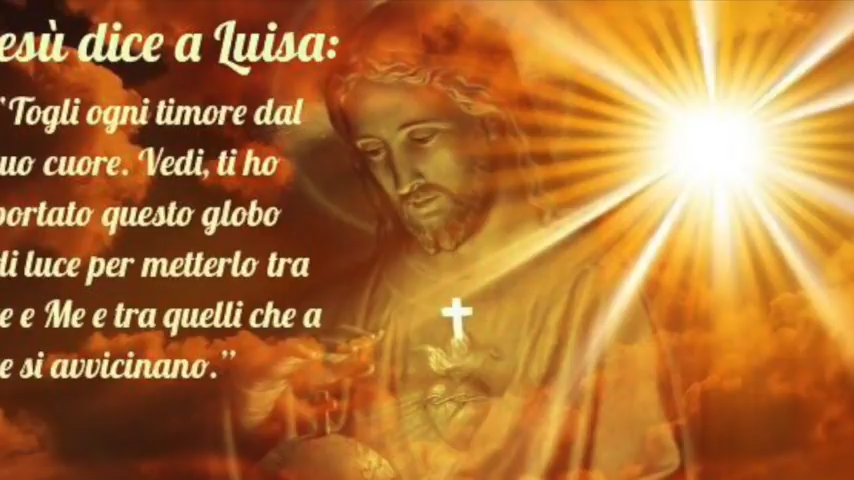 esù dice a Luisa:
"Togli ogni timore dal
uo cuore. Vedi, ti ho
portato questo globo
di luce per metterlo tra
e e Me e tra quelli che a
e si avvicinano."